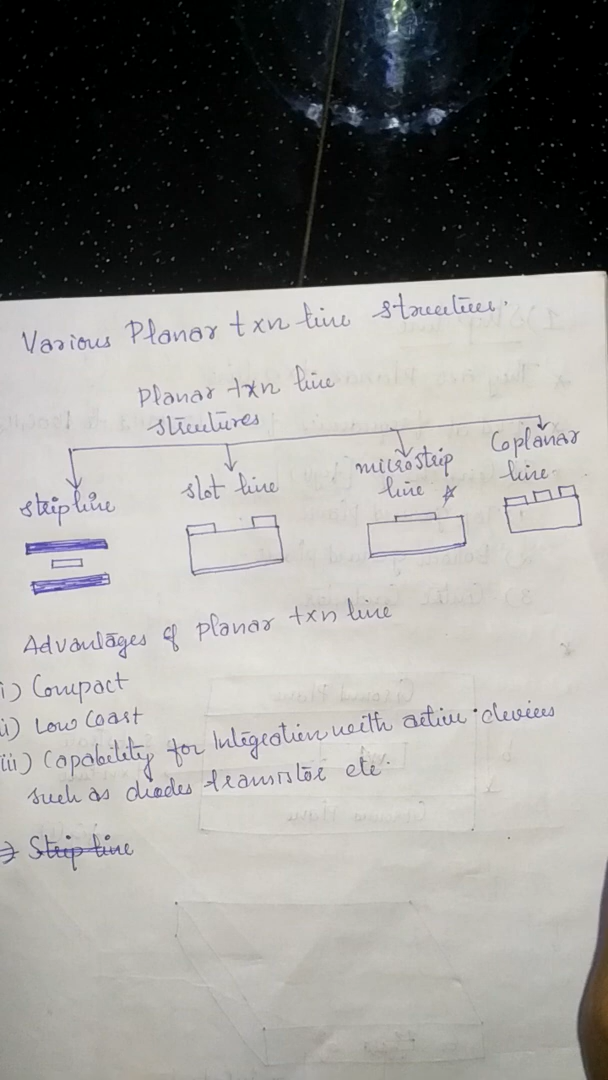 Various Planar txn line structures.
Planar txn line
structures
strip line
slot line
microstrip
line ☆
Coplanar
line
Advantages of planar txn line
i) Compact
ii) Low Coast
iii) Capability for Integration with active devices
such as diodes transistor etc.
⇒ Strip line